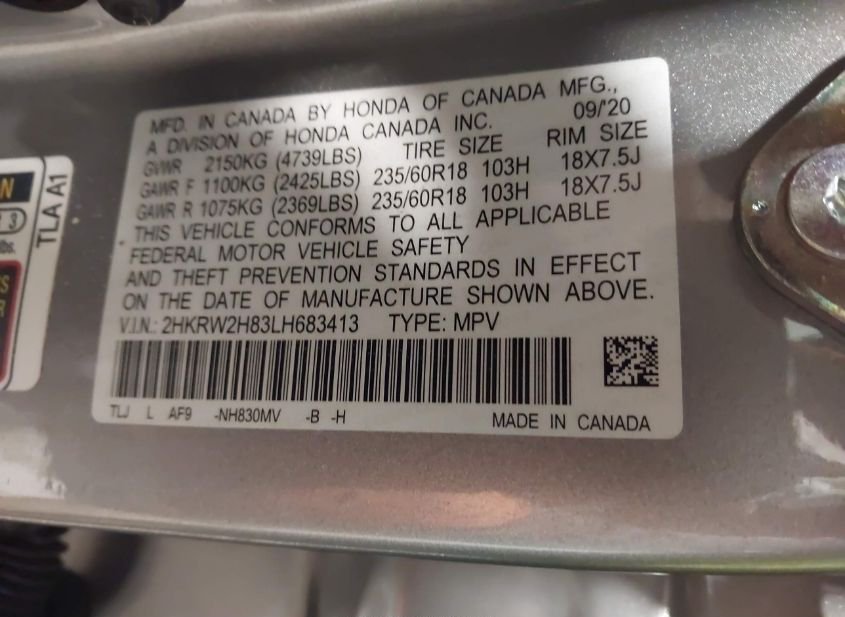 MFD. IN CANADA BY HONDA OF CANADA MFG.,
A DIVISION OF HONDA CANADA INC. 09/'20
GVWR 2150KG (4739LBS) TIRE SIZE RIM SIZE
GAWR F 1100KG (2425LBS) 235/60R18 103H 18X7.5J
GAWR R 1075KG (2369LBS) 235/60R18 103H 18X7.5J
THIS VEHICLE CONFORMS TO ALL APPLICABLE
FEDERAL MOTOR VEHICLE SAFETY
AND THEFT PREVENTION STANDARDS IN EFFECT
ON THE DATE OF MANUFACTURE SHOWN ABOVE.
V.I.N.: 2HKRW2H83LH683413 TYPE: MPV
TLJ L AF9 -NH830MV -B -H MADE IN CANADA
TLA A1
N
3
lbs.
S
R